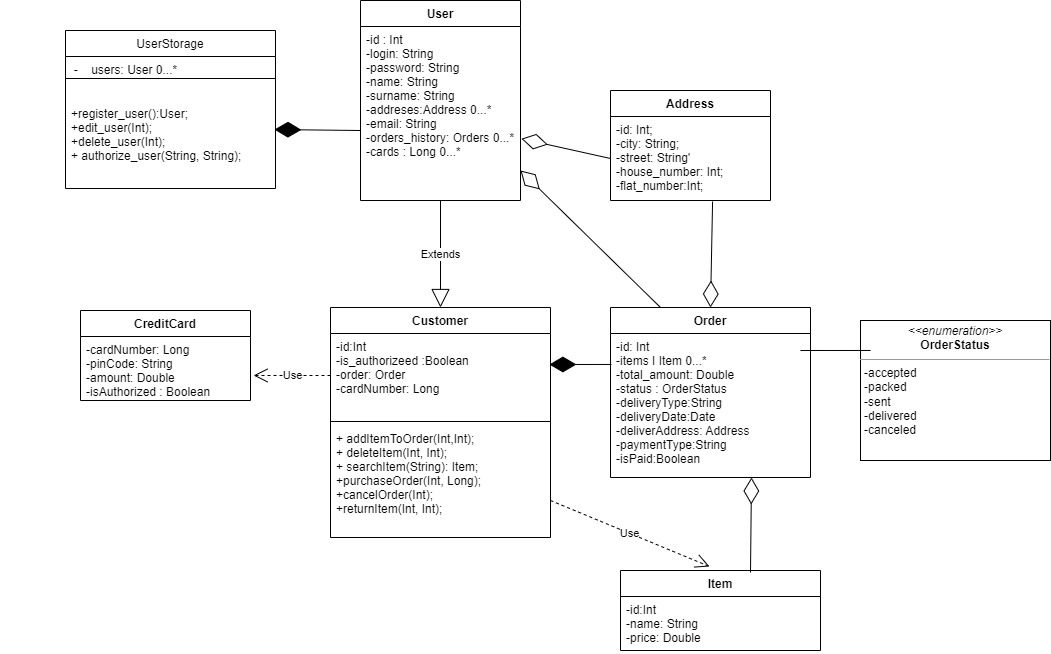 User
-id : Int
-login: String
-password: String
-name: String
-surname: String
-addreses:Address 0...*
-email: String
-orders_history: Orders 0...*
-cards : Long 0...*
UserStorage
-    users: User 0...*
+register_user():User;
+edit_user(Int);
+delete_user(Int);
+ authorize_user(String, String);
Address
-id: Int;
-city: String;
-street: String'
-house_number: Int;
-flat_number:Int;
Extends
CreditCard
-cardNumber: Long
-pinCode: String
-amount: Double
-isAuthorized : Boolean
Use
Customer
-id:Int
-is_authorizeed :Boolean
-order: Order
-cardNumber: Long
+ addItemToOrder(Int,Int);
+ deleteItem(Int, Int);
+ searchItem(String): Item;
+purchaseOrder(Int, Long);
+cancelOrder(Int);
+returnItem(Int, Int);
Order
-id: Int
-items l Item 0...*
-total_amount: Double
-status : OrderStatus
-deliveryType:String
-deliveryDate:Date
-deliverAddress: Address
-paymentType:String
-isPaid:Boolean
<<enumeration>>
OrderStatus
-accepted
-packed
-sent
-delivered
-canceled
Use
Item
-id:Int
-name: String
-price: Double